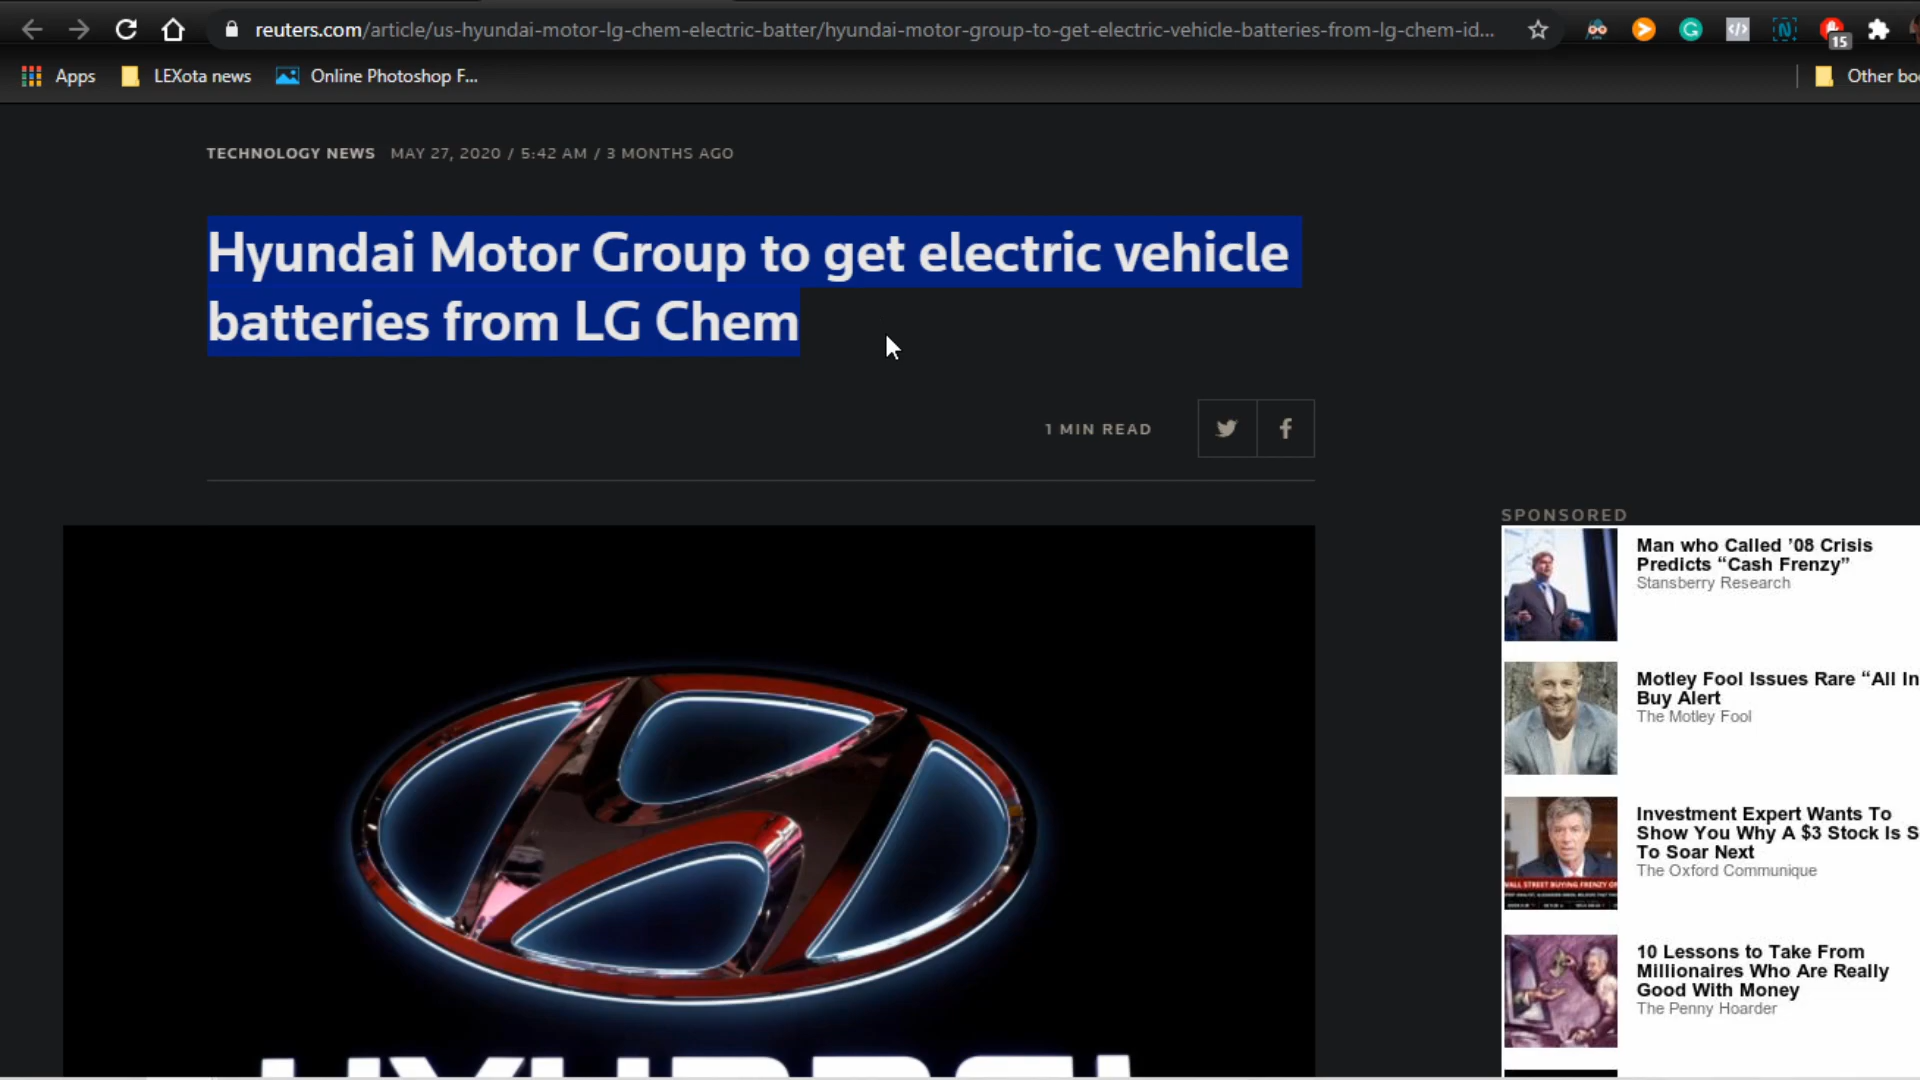 reuters.com/article/us-hyundai-motor-lg-chem-electric-batter/hyundai-motor-group-to-get-electric-vehicle-batteries-from-lg-chem-id...
15
Apps
LEXota news
Online Photoshop F...
Other
TECHNOLOGY NEWS MAY 27, 2020 / 5:42 AM / 3 MONTHS AGO
Hyundai Motor Group to get electric vehicle
batteries from LG Chem
1 MIN READ
SPONSORED
Man who Called '08 Crisis
Predicts “Cash Frenzy”
Stansberry Research
Motley Fool Issues Rare “All In
Buy Alert
The Motley Fool
Investment Expert Wants To
Show You Why A $3 Stock Is S
To Soar Next
The Oxford Communique
10 Lessons to Take From
Millionaires Who Are Really
Good With Money
The Penny Hoarder